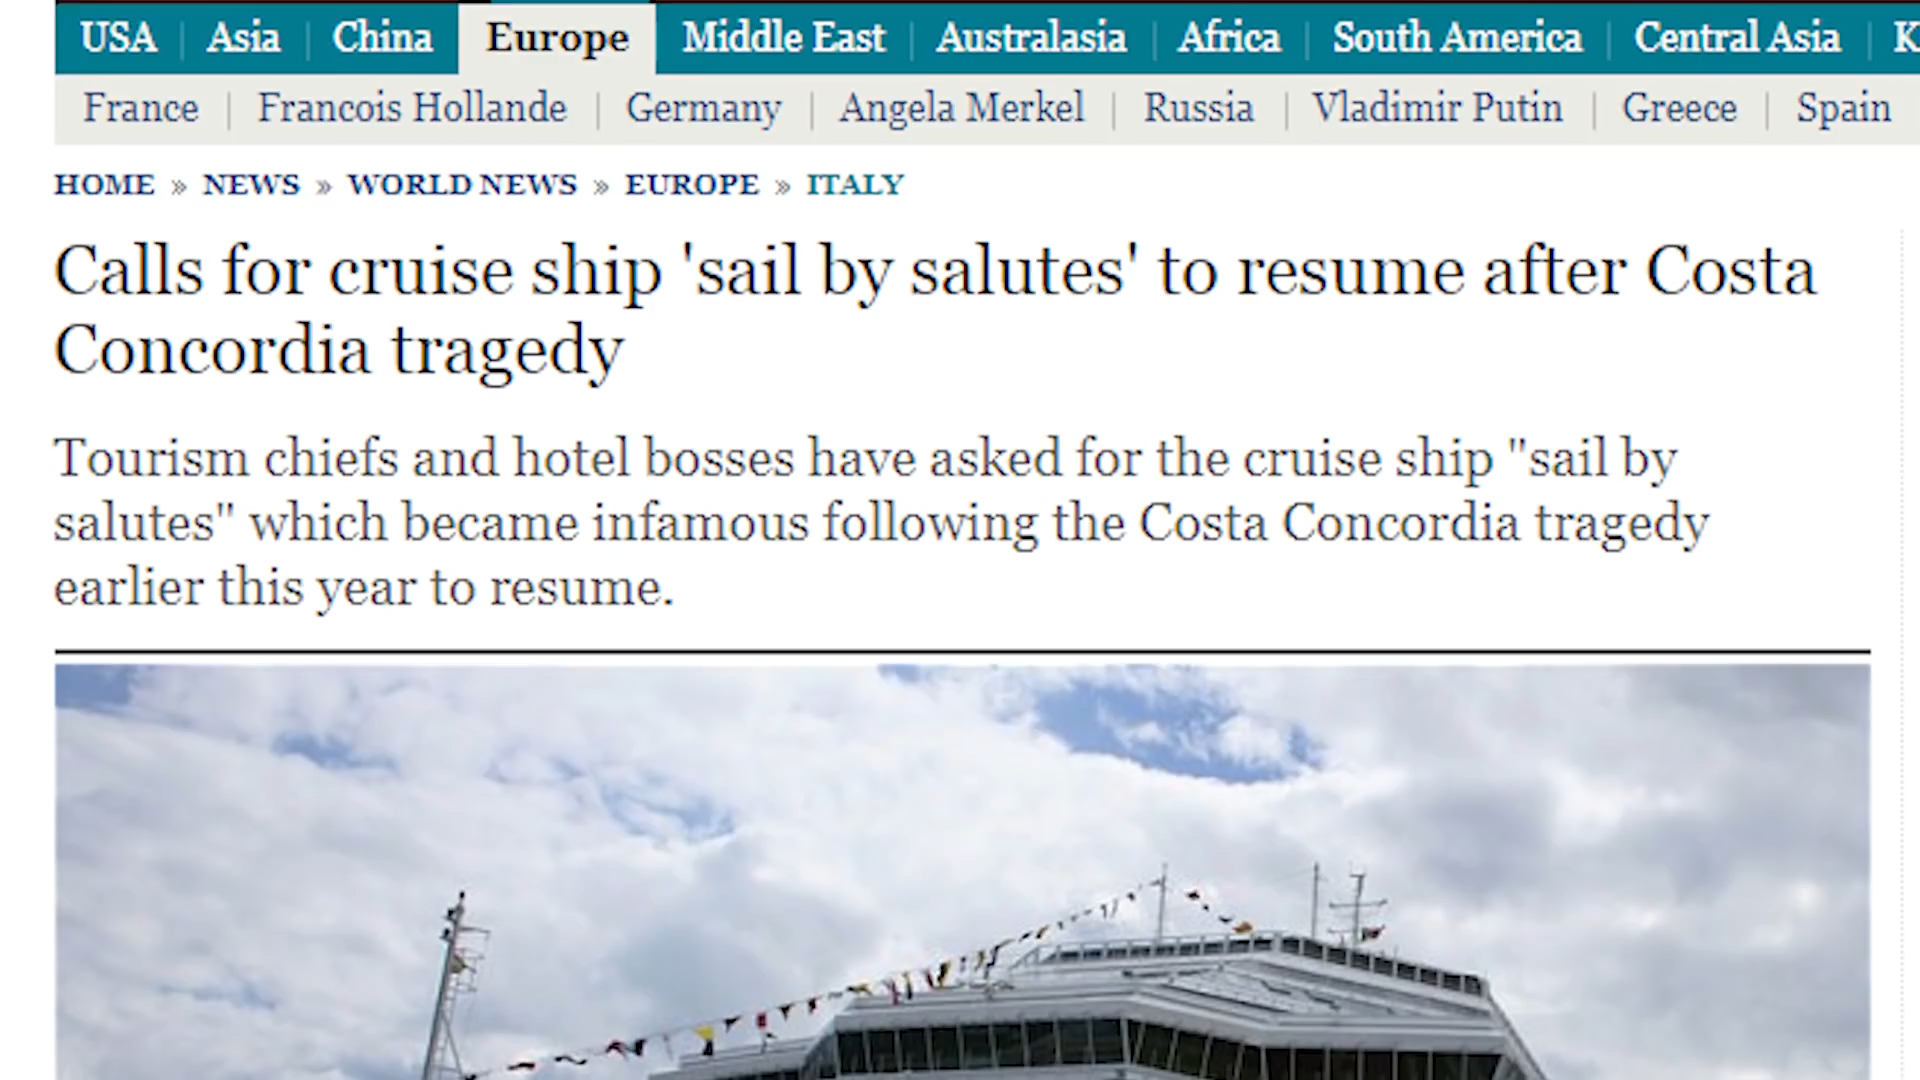 USA | Asia | China | Europe | Middle East | Australasia | Africa | South America | Central Asia | K
France | Francois Hollande | Germany | Angela Merkel | Russia | Vladimir Putin | Greece | Spain
HOME » NEWS » WORLD NEWS » EUROPE » ITALY
Calls for cruise ship 'sail by salutes' to resume after Costa
Concordia tragedy
Tourism chiefs and hotel bosses have asked for the cruise ship "sail by
salutes" which became infamous following the Costa Concordia tragedy
earlier this year to resume.